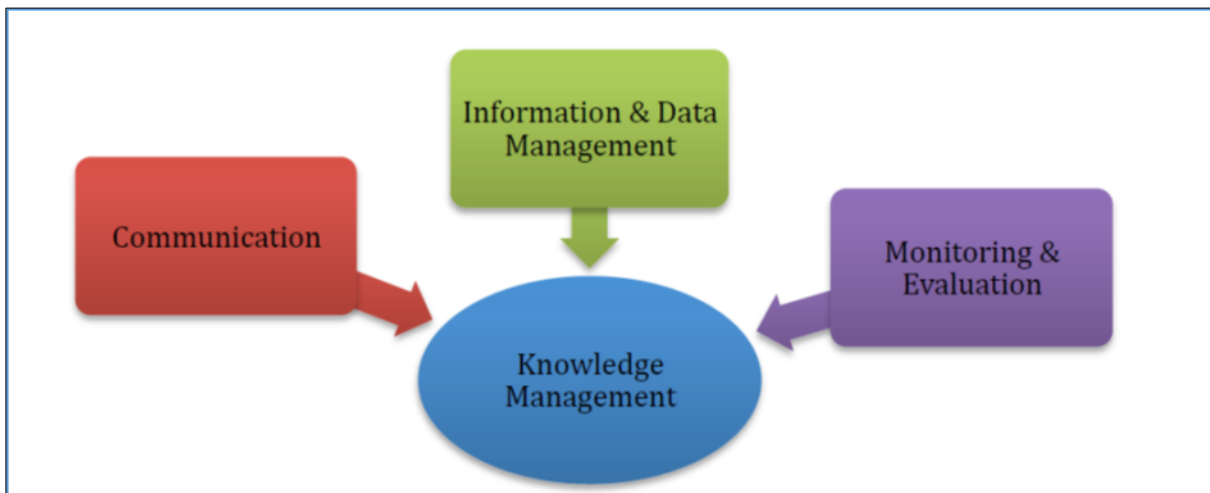 Information & Data
Management
Communication
Monitoring &
Evaluation
Knowledge
Management